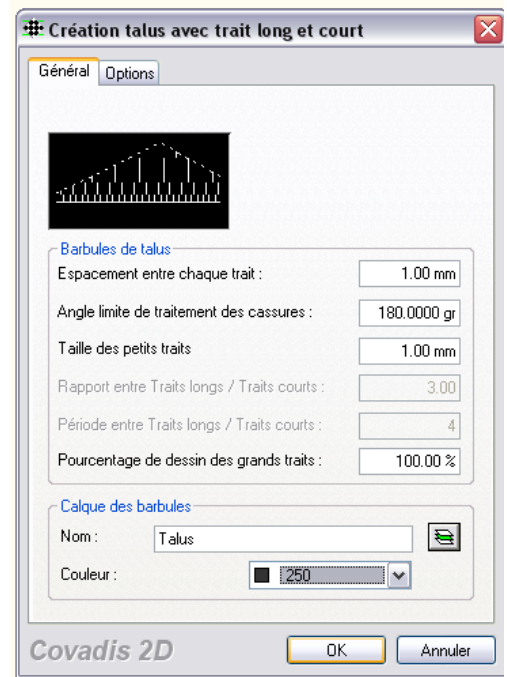 Création talus avec trait long et court
Général
Options
Barbules de talus
Espacement entre chaque trait :
1.00 mm
Angle limite de traitement des cassures :
180.0000 gr
Taille des petits traits
1.00 mm
Rapport entre Traits longs / Traits courts :
3.00
Période entre Traits longs / Traits courts :
4
Pourcentage de dessin des grands traits :
100.00 %
Calque des barbules
Nom :
Talus
Couleur :
250
Covadis 2D
OK
Annuler